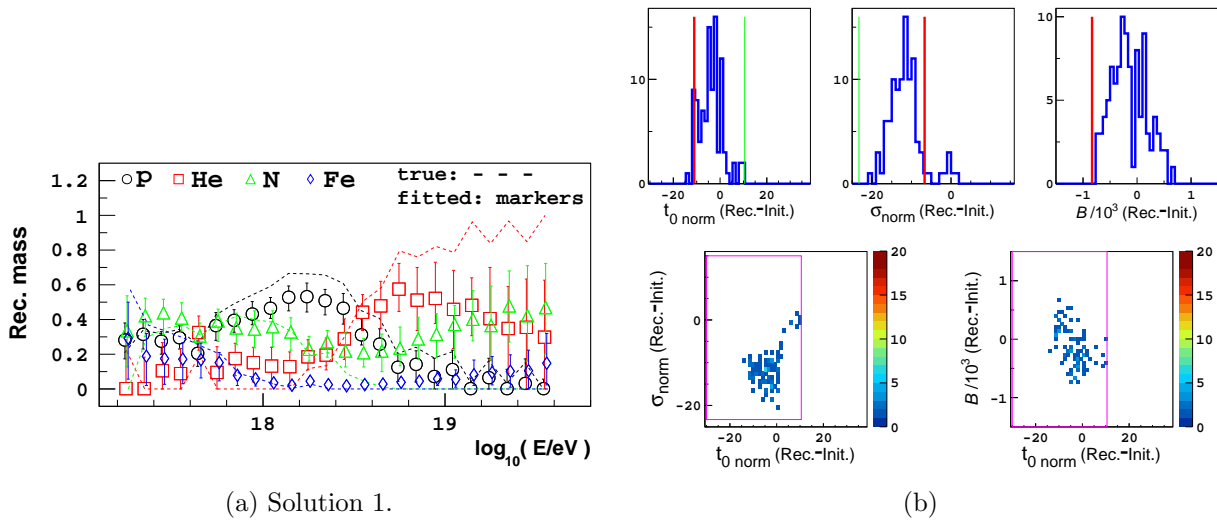 1.2
1
0.8
0.6
0.4
0.2
0
Rec. mass
p He N Fe
true: - - -
fitted: markers
18 19
log10( E/eV)
(a) Solution 1.
10
0
−20 0 20
t0 norm (Rec.-Init.)
10
0
−20 0
σnorm (Rec.-Init.)
10
5
0
−1 0 1
B /10³ (Rec.-Init.)
σnorm (Rec.-Init.)
0
−20
−20 0 20
t0 norm (Rec.-Init.)
20
15
10
5
0
B /10³ (Rec.-Init.)
1
0
−1
−20 0 20
t0 norm (Rec.-Init.)
20
15
10
5
0
(b)